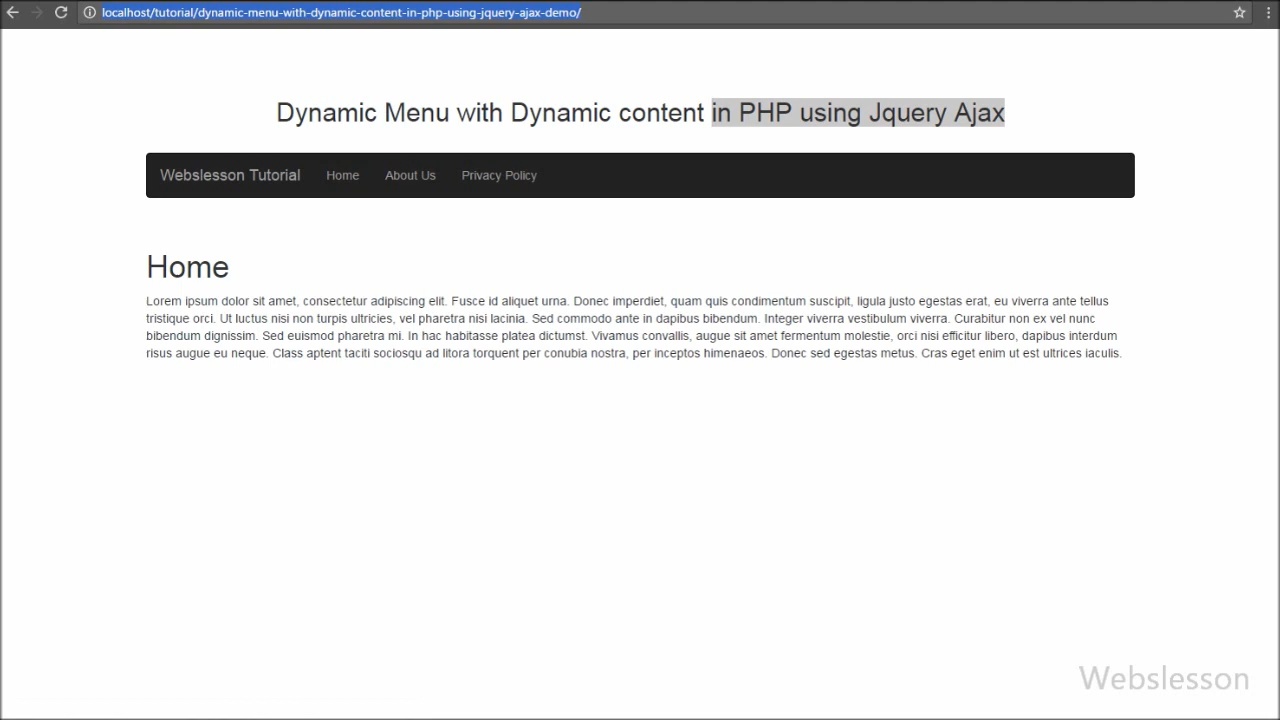 localhost/tutorial/dynamic-menu-with-dynamic-content-in-php-using-jquery-ajax-demo/
Dynamic Menu with Dynamic content in PHP using Jquery Ajax
Webslesson Tutorial Home About Us Privacy Policy
Home
Lorem ipsum dolor sit amet, consectetur adipiscing elit. Fusce id aliquet urna. Donec imperdiet, quam quis condimentum suscipit, ligula justo egestas erat, eu viverra ante tellus
tristique orci. Ut luctus nisi non turpis ultricies, vel pharetra nisi lacinia. Sed commodo ante in dapibus bibendum. Integer viverra vestibulum viverra. Curabitur non ex vel nunc
bibendum dignissim. Sed euismod pharetra mi. In hac habitasse platea dictumst. Vivamus convallis, augue sit amet fermentum molestie, orci nisi efficitur libero, dapibus interdum
risus augue eu neque. Class aptent taciti sociosqu ad litora torquent per conubia nostra, per inceptos himenaeos. Donec sed egestas metus. Cras eget enim ut est ultrices iaculis.
Webslesson